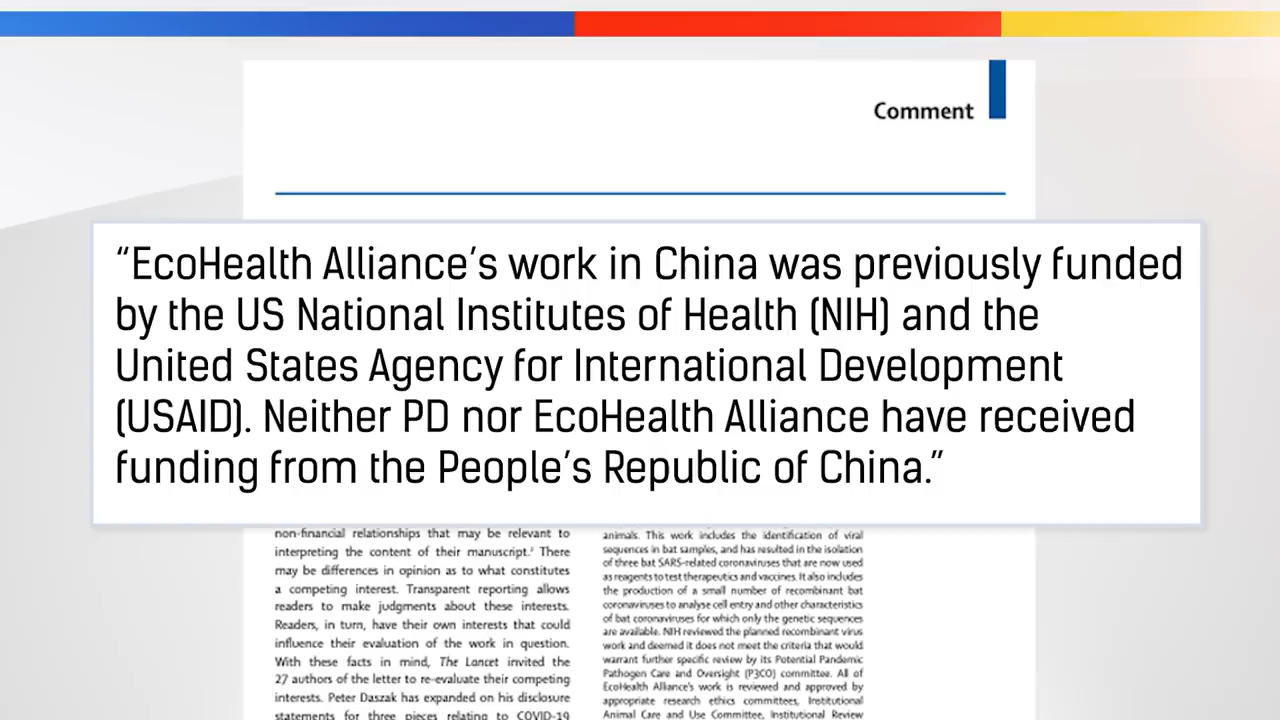 Comment
“EcoHealth Alliance’s work in China was previously funded
by the US National Institutes of Health (NIH) and the
United States Agency for International Development
(USAID). Neither PD nor EcoHealth Alliance have received
funding from the People’s Republic of China.”
non-financial relationships that may be relevant to
interpreting the content of their manuscript.² There
may be differences in opinion as to what constitutes
a competing interest. Transparent reporting allows
readers to make judgments about these interests.
Readers, in turn, have their own interests that could
influence their evaluation of the work in question.
With these facts in mind, The Lancet invited the
27 authors of the letter to re-evaluate their competing
interests. Peter Daszak has expanded on his disclosure
statements for three pieces relating to COVID-19
animals. This work includes the identification of viral
sequences in bat samples, and has resulted in the isolation
of three bat SARS-related coronaviruses that are now used
as reagents to test therapeutics and vaccines. It also includes
the production of a small number of recombinant bat
coronaviruses to analyse cell entry and other characteristics
of bat coronaviruses for which only the genetic sequences
are available. NIH reviewed the planned recombinant virus
work and deemed it does not meet the criteria that would
warrant further specific review by its Potential Pandemic
Pathogen Care and Oversight (P3CO) committee. All of
EcoHealth Alliance’s work is reviewed and approved by
appropriate research ethics committees, Institutional
Animal Care and Use Committee, Institutional Review